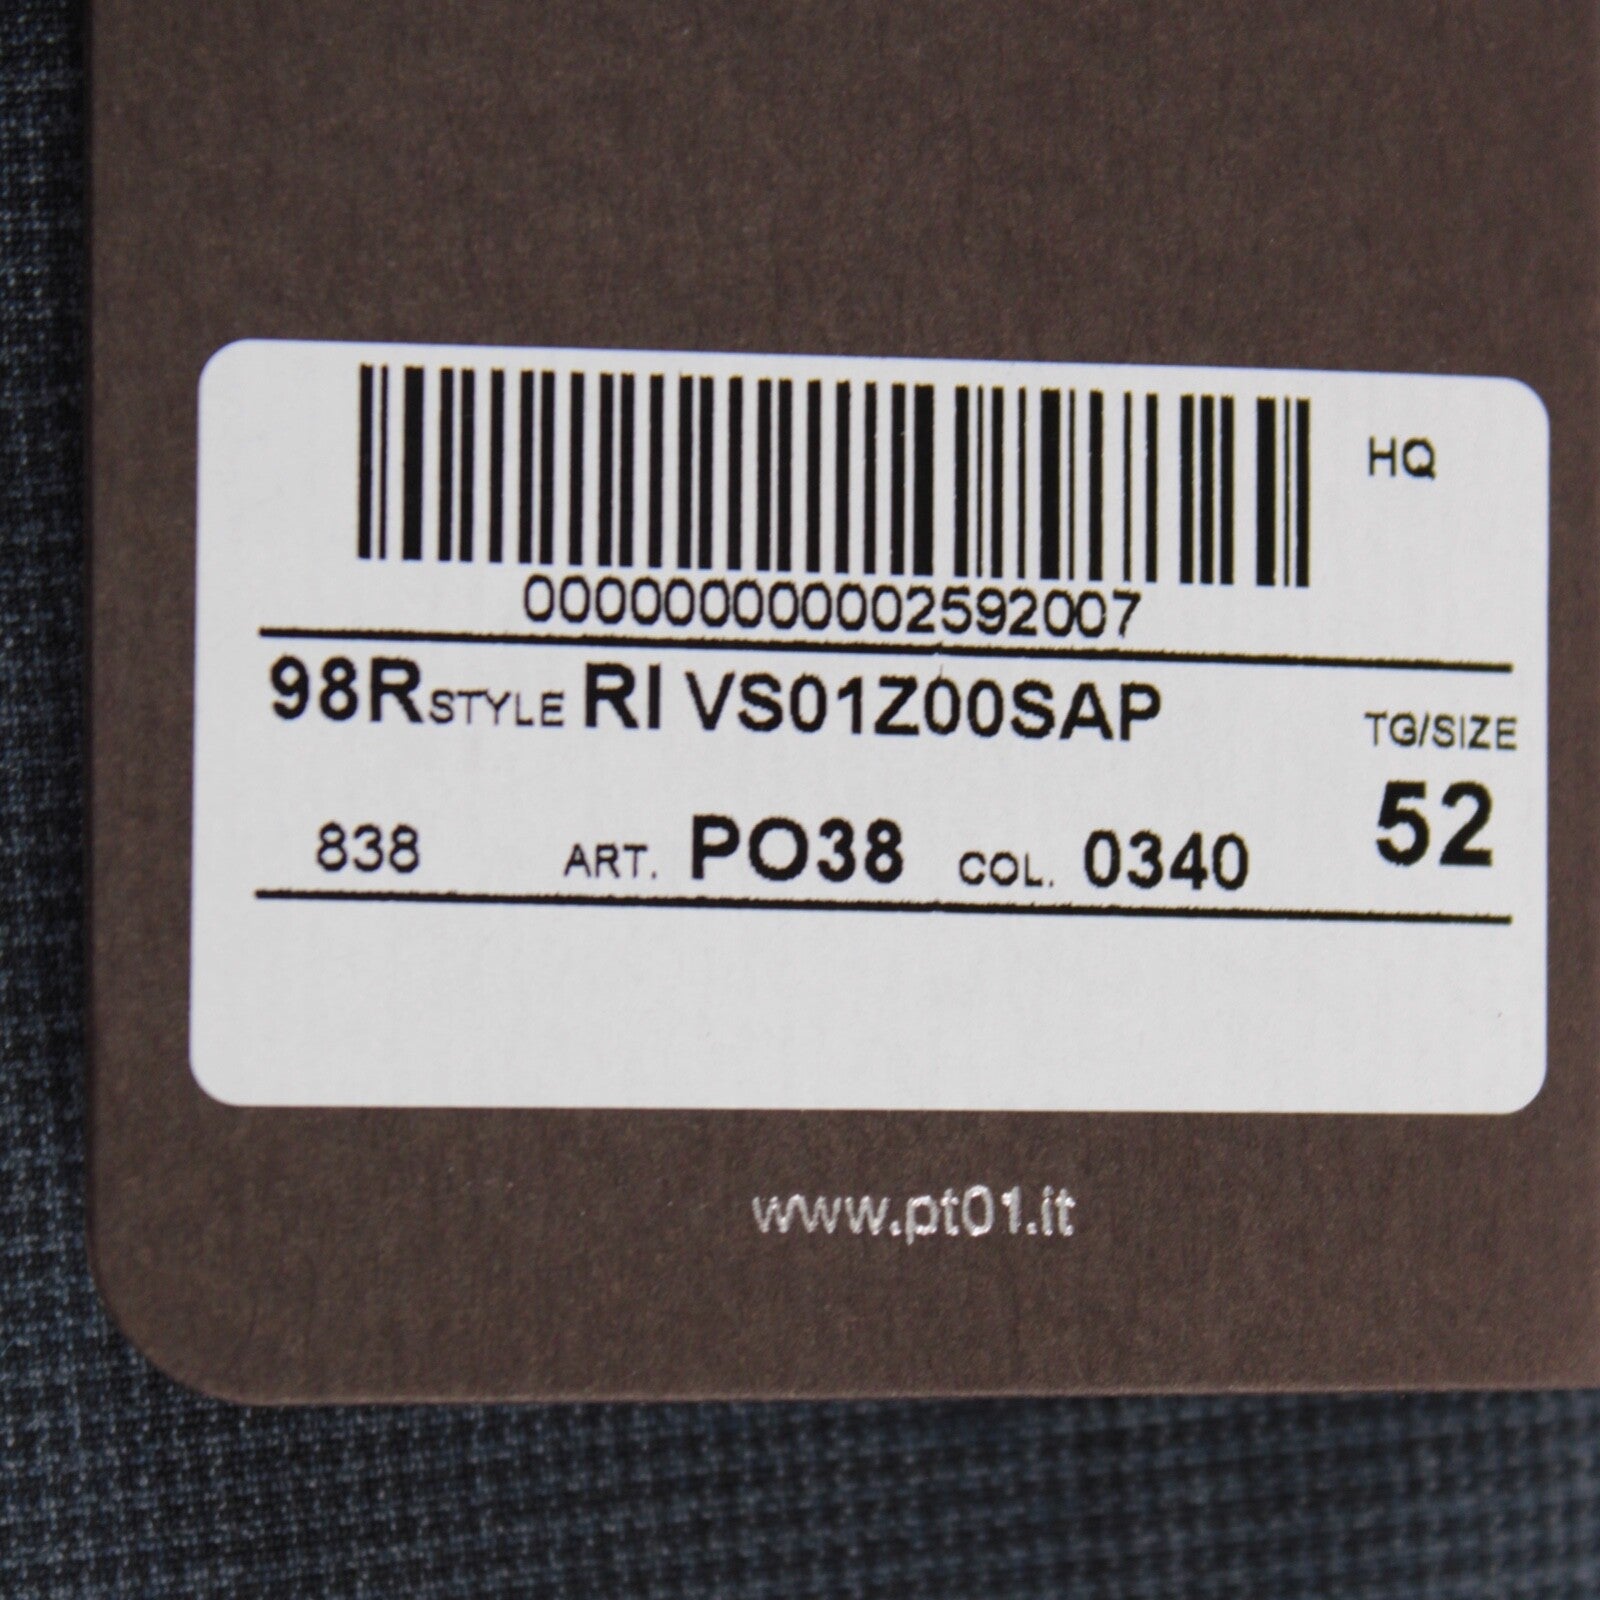 HQ
000000000002592007
98R STYLE RI VS01Z00SAP TG/SIZE
838 ART. PO38 COL. 0340 52
www.pt01.it